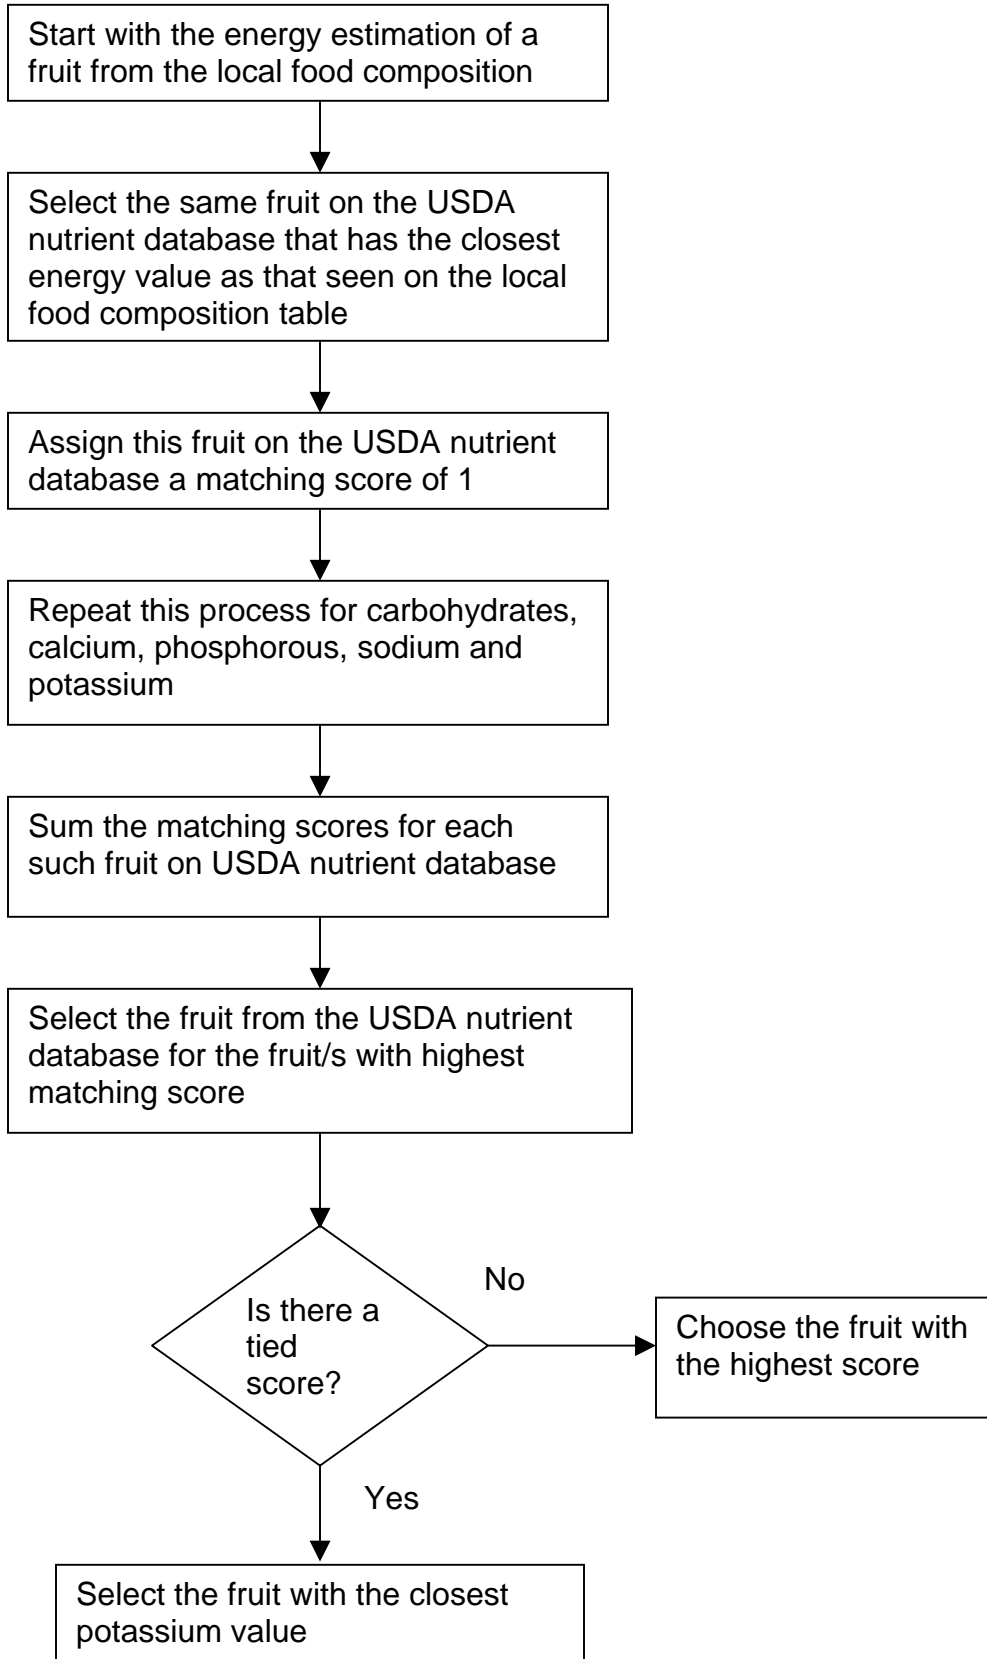 Start with the energy estimation of a
fruit from the local food composition
Select the same fruit on the USDA
nutrient database that has the closest
energy value as that seen on the local
food composition table
Assign this fruit on the USDA nutrient
database a matching score of 1
Repeat this process for carbohydrates,
calcium, phosphorous, sodium and
potassium
Sum the matching scores for each
such fruit on USDA nutrient database
Select the fruit from the USDA nutrient
database for the fruit/s with highest
matching score
Is there a
tied
score?
No
Choose the fruit with
the highest score
Yes
Select the fruit with the closest
potassium value